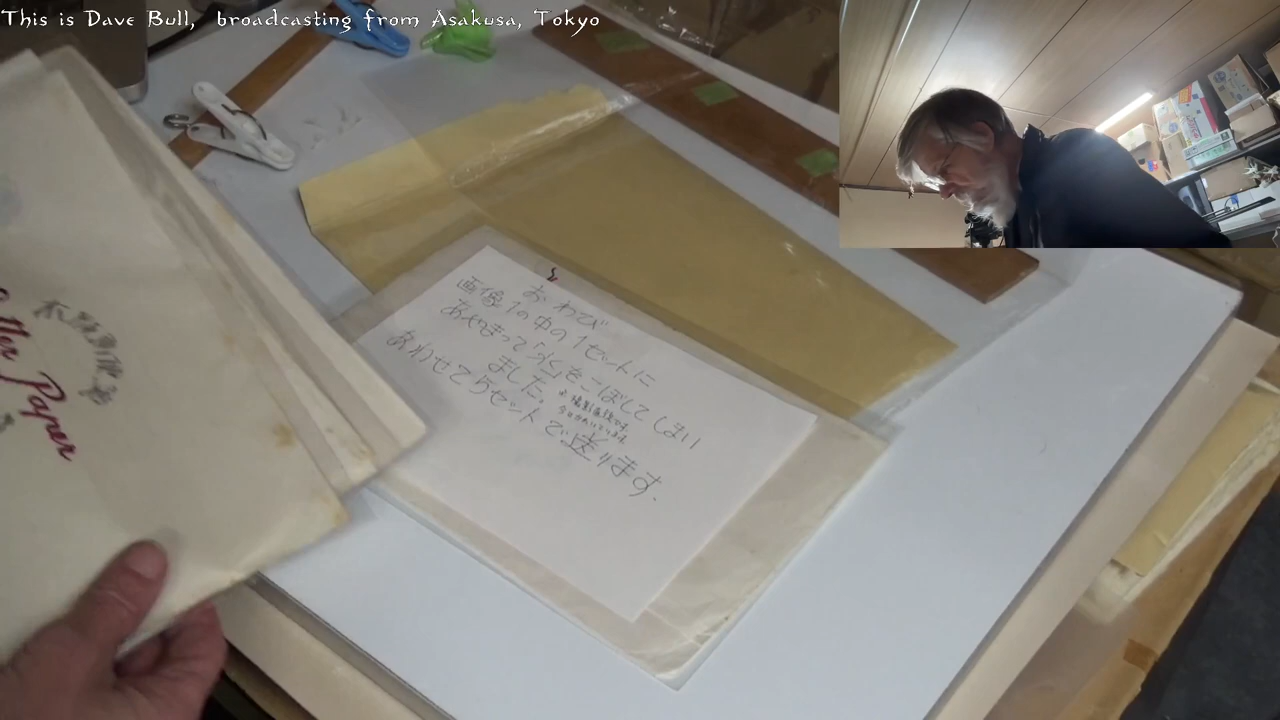 This is Dave Bull, broadcasting from Asakusa, Tokyo
おわび
画像1の中の1セットに
あやまって「水」をこぼしてしまい
ました。
あわせて5セットで送ります。
Paper